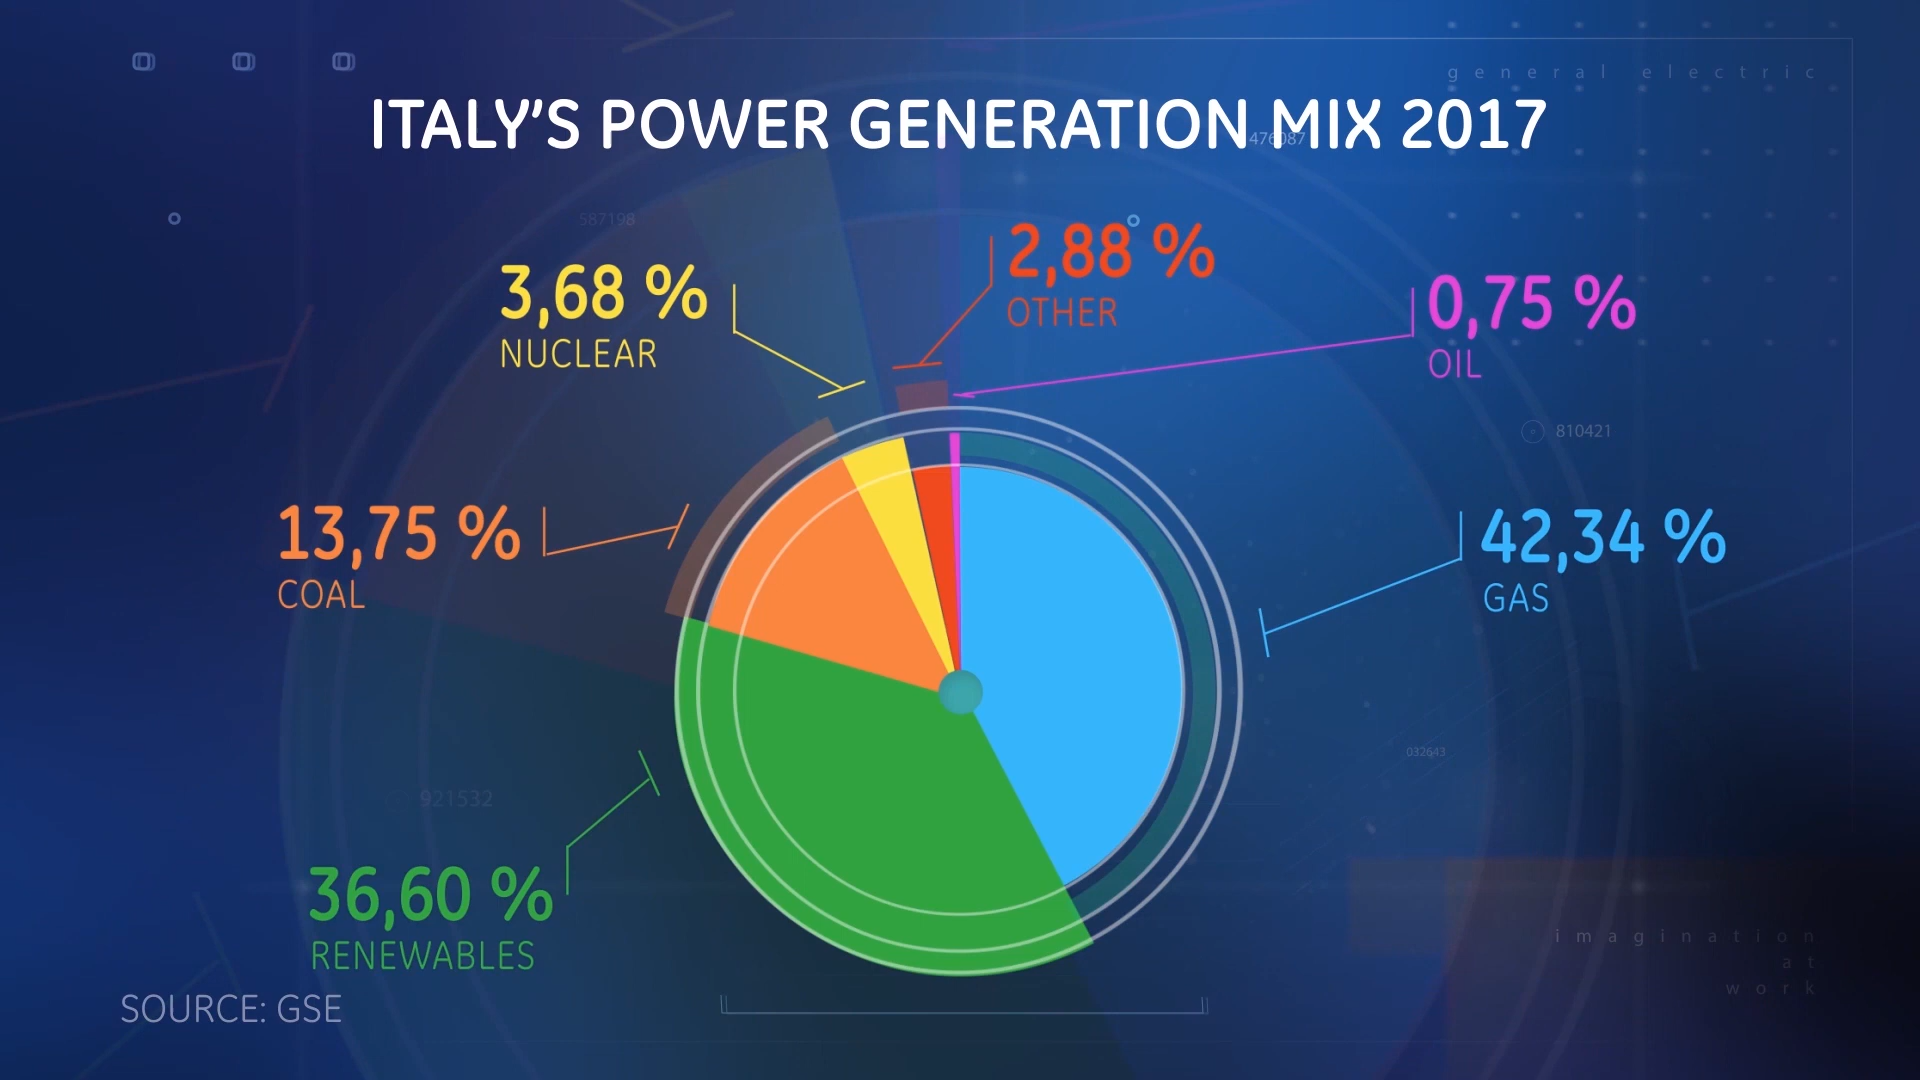 general electric
ITALY'S POWER GENERATION MIX 2017
476087
587198
3,68 %
NUCLEAR
2,88 %
OTHER
0,75 %
OIL
810421
13,75 %
COAL
42,34 %
GAS
032643
921532
36,60 %
RENEWABLES
imagination
at
work
SOURCE: GSE